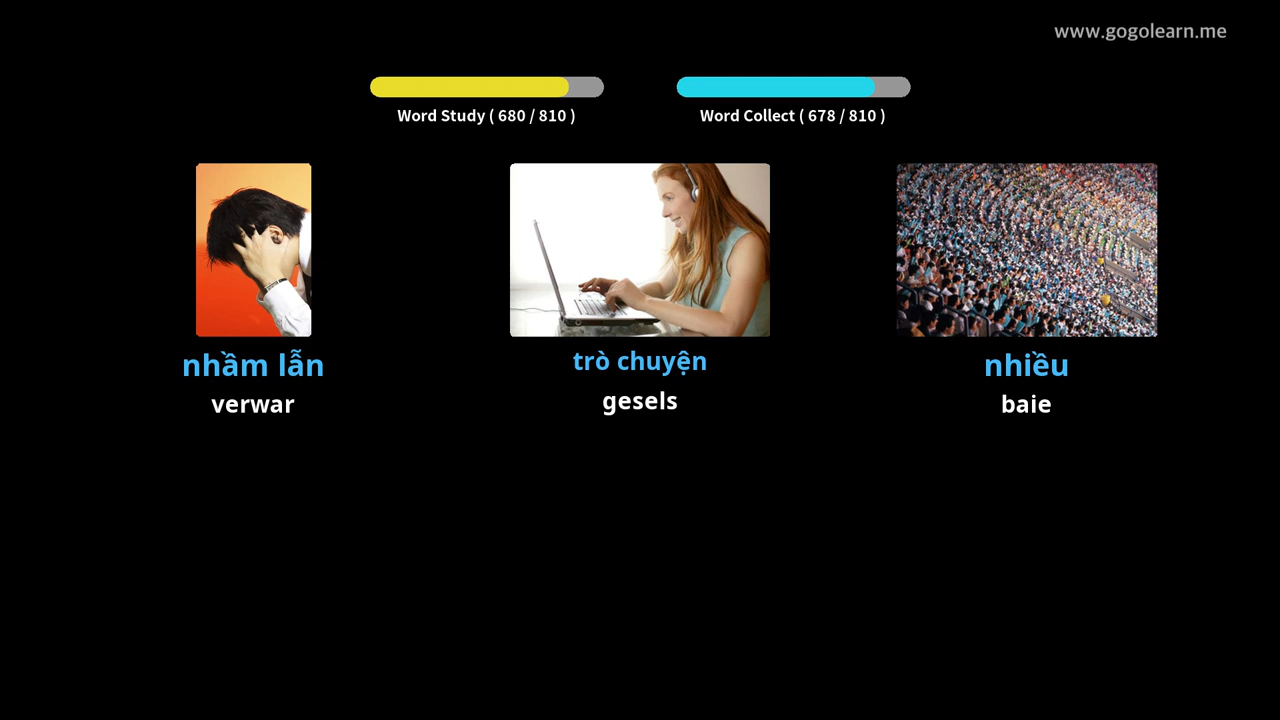 www.gogolearn.me
Word Study ( 680 / 810 )
Word Collect ( 678 / 810 )
nhầm lẫn
verwar
trò chuyện
gesels
nhiều
baie